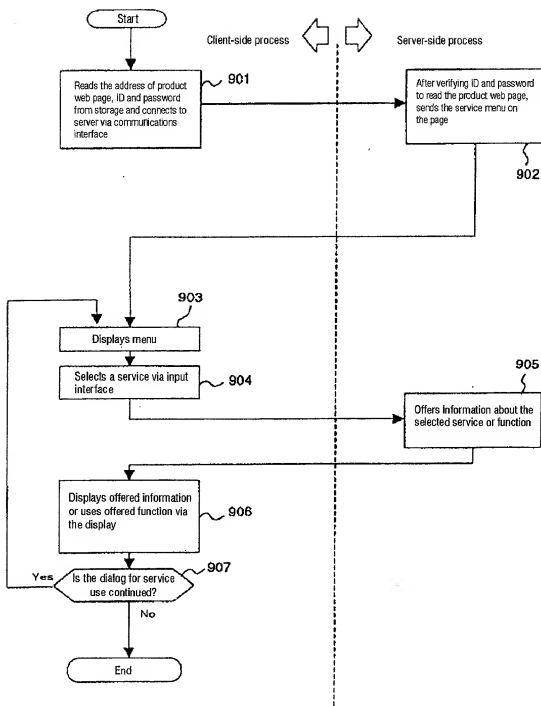 Start
Client-side process
Server-side process
901
Reads the address of product
web page, ID and password
from storage and connects to
server via communications
interface
After verifying ID and password
to read the product web page,
sends the service menu on
the page
902
903
Displays menu
Selects a service via input
interface
904
905
Offers Information about the
selected service or function
Displays offered information
or uses offered function via
the display
906
907
Yes
Is the dialog for service
use continued?
No
End